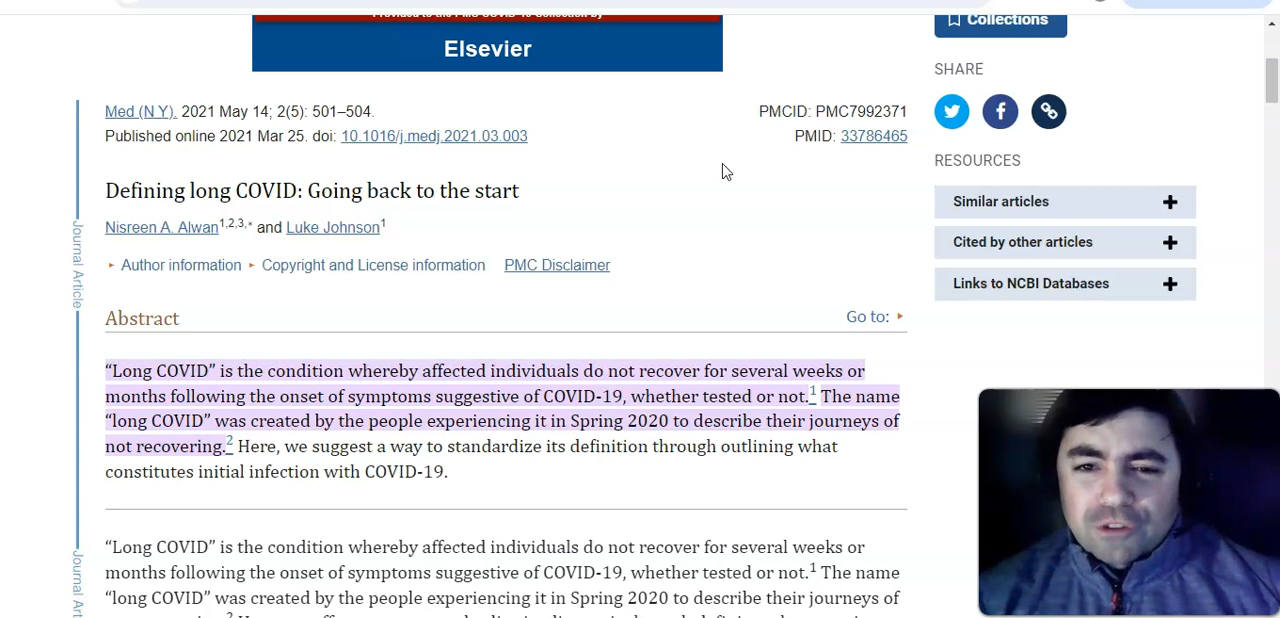 Provided to the PMC COVID-19 Collection by
Elsevier
Collections
SHARE
Med (N Y). 2021 May 14; 2(5): 501–504.
PMCID: PMC7992371
Published online 2021 Mar 25. doi: 10.1016/j.medj.2021.03.003
PMID: 33786465
RESOURCES
Defining long COVID: Going back to the start
Similar articles
Nisreen A. Alwan1,2,3,* and Luke Johnson1
Cited by other articles
Author information
Copyright and License information
PMC Disclaimer
Links to NCBI Databases
Journal Article
Abstract
Go to:
“Long COVID” is the condition whereby affected individuals do not recover for several weeks or
months following the onset of symptoms suggestive of COVID-19, whether tested or not.1 The name
“long COVID” was created by the people experiencing it in Spring 2020 to describe their journeys of
not recovering.2 Here, we suggest a way to standardize its definition through outlining what
constitutes initial infection with COVID-19.
“Long COVID” is the condition whereby affected individuals do not recover for several weeks or
months following the onset of symptoms suggestive of COVID-19, whether tested or not.1 The name
“long COVID” was created by the people experiencing it in Spring 2020 to describe their journeys of
Journal Art